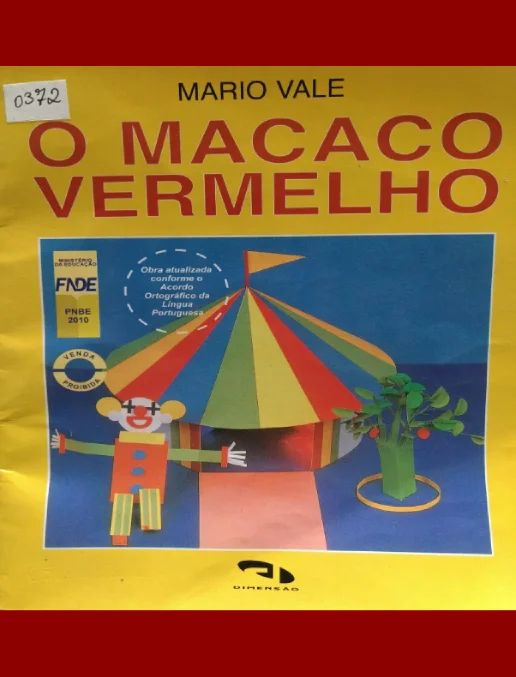 0372
MARIO VALE
O MACACO
VERMELHO
MINISTÉRIO
DA EDUCAÇÃO
FNDE
PNBE
2010
Obra atualizada
conforme o
Acordo
Ortográfico da
Língua
Portuguesa
VENDA
PROIBIDA
DIMENSÃO